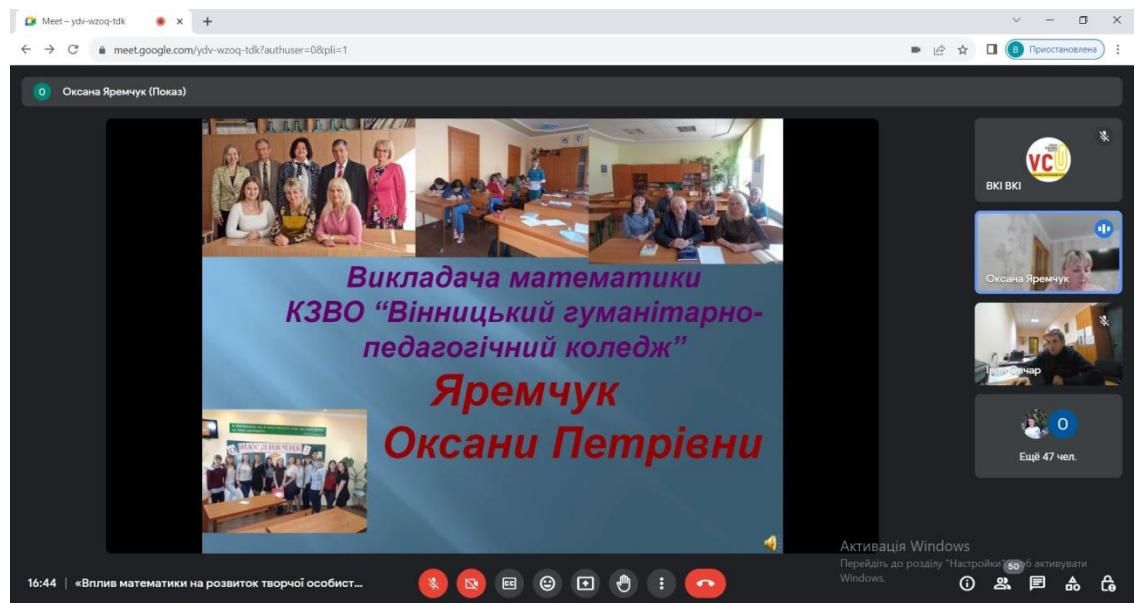 Meet – ydv-wzoq-tdk
meet.google.com/ydv-wzoq-tdk?authuser=0&pli=1
В
Приостановлена
О
Оксана Яремчук (Показ)
Викладача математики
КЗВО “Вінницький гуманітарно-
педагогічний коледж”
Яремчук
Оксани Петрівни
VCU
ВКІ ВКІ
Оксана Яремчук
Іван Овчар
О
Ещё 47 чел.
Активація Windows
Перейдіть до розділу "Настройки", активувати
Windows.
16:44 | «Вплив математики на розвиток творчої особист...
50